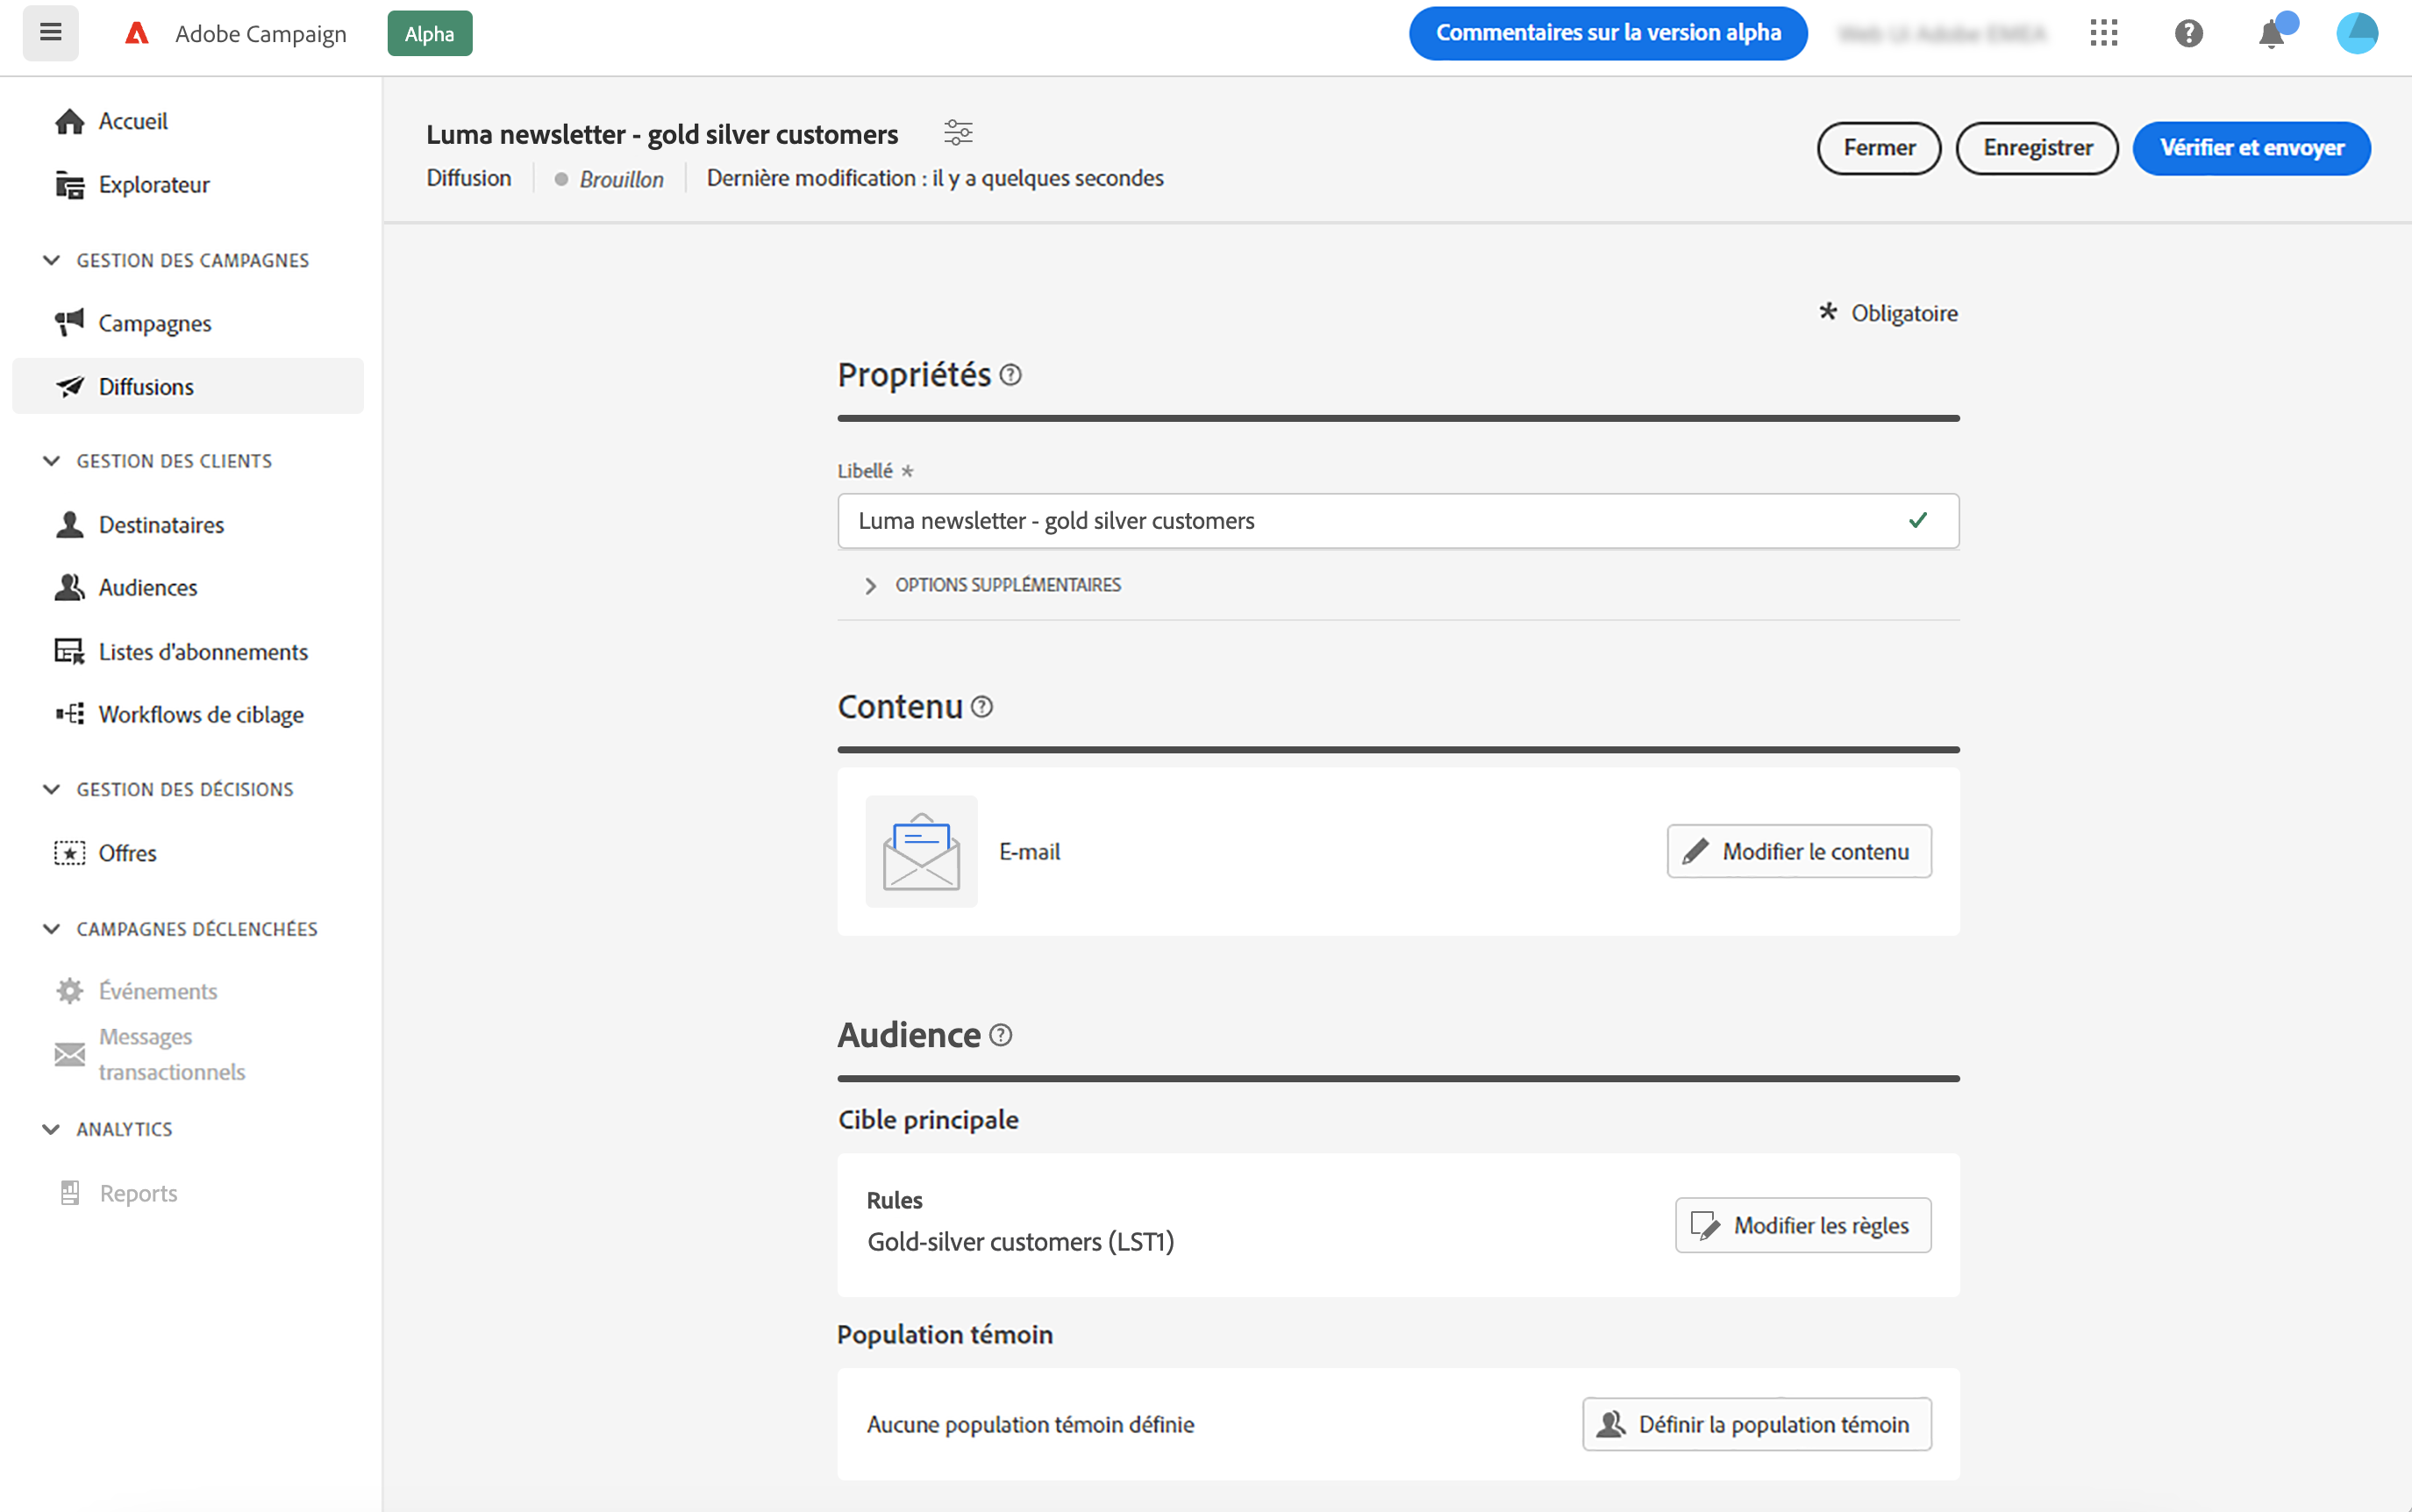 Adobe Campaign
Alpha
Commentaires sur la version alpha
Accueil
Explorateur
GESTION DES CAMPAGNES
Campagnes
Diffusions
GESTION DES CLIENTS
Destinataires
Audiences
Listes d'abonnements
Workflows de ciblage
GESTION DES DÉCISIONS
Offres
CAMPAGNES DÉCLENCHÉES
Événements
Messages
transactionnels
ANALYTICS
Reports
Luma newsletter - gold silver customers
Diffusion
Brouillon
Dernière modification : il y a quelques secondes
Fermer
Enregistrer
Vérifier et envoyer
* Obligatoire
Propriétés
Libellé *
Luma newsletter - gold silver customers
OPTIONS SUPPLÉMENTAIRES
Contenu
E-mail
Modifier le contenu
Audience
Cible principale
Rules
Gold-silver customers (LST1)
Modifier les règles
Population témoin
Aucune population témoin définie
Définir la population témoin